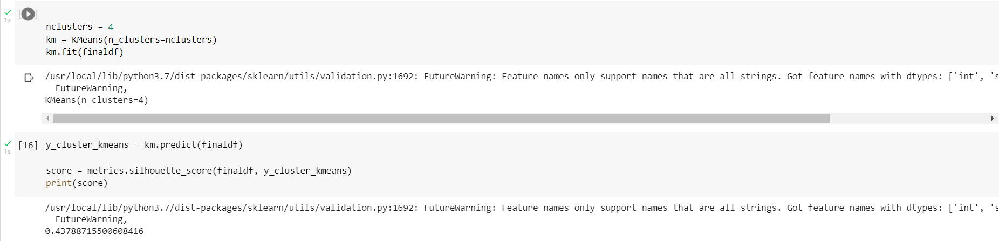 1s
nclusters = 4
km = KMeans(n_clusters=nclusters)
km.fit(finaldf)
/usr/local/lib/python3.7/dist-packages/sklearn/utils/validation.py:1692: FutureWarning: Feature names only support names that are all strings. Got feature names with dtypes: ['int', 's
FutureWarning,
KMeans(n_clusters=4)
[16] y_cluster_kmeans = km.predict(finaldf)
1s
score = metrics.silhouette_score(finaldf, y_cluster_kmeans)
print(score)
/usr/local/lib/python3.7/dist-packages/sklearn/utils/validation.py:1692: FutureWarning: Feature names only support names that are all strings. Got feature names with dtypes: ['int', 's
FutureWarning,
0.43788715500608416